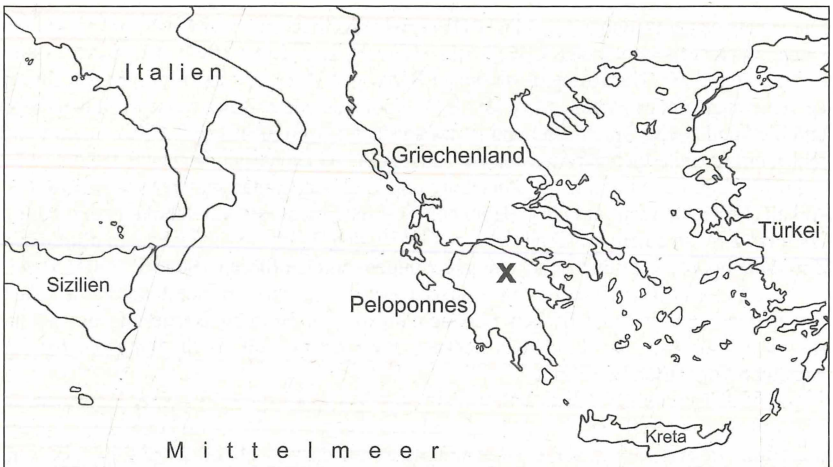 Italien
Griechenland
Türkei
Sizilien
X
Peloponnes
Kreta
Mittelmeer